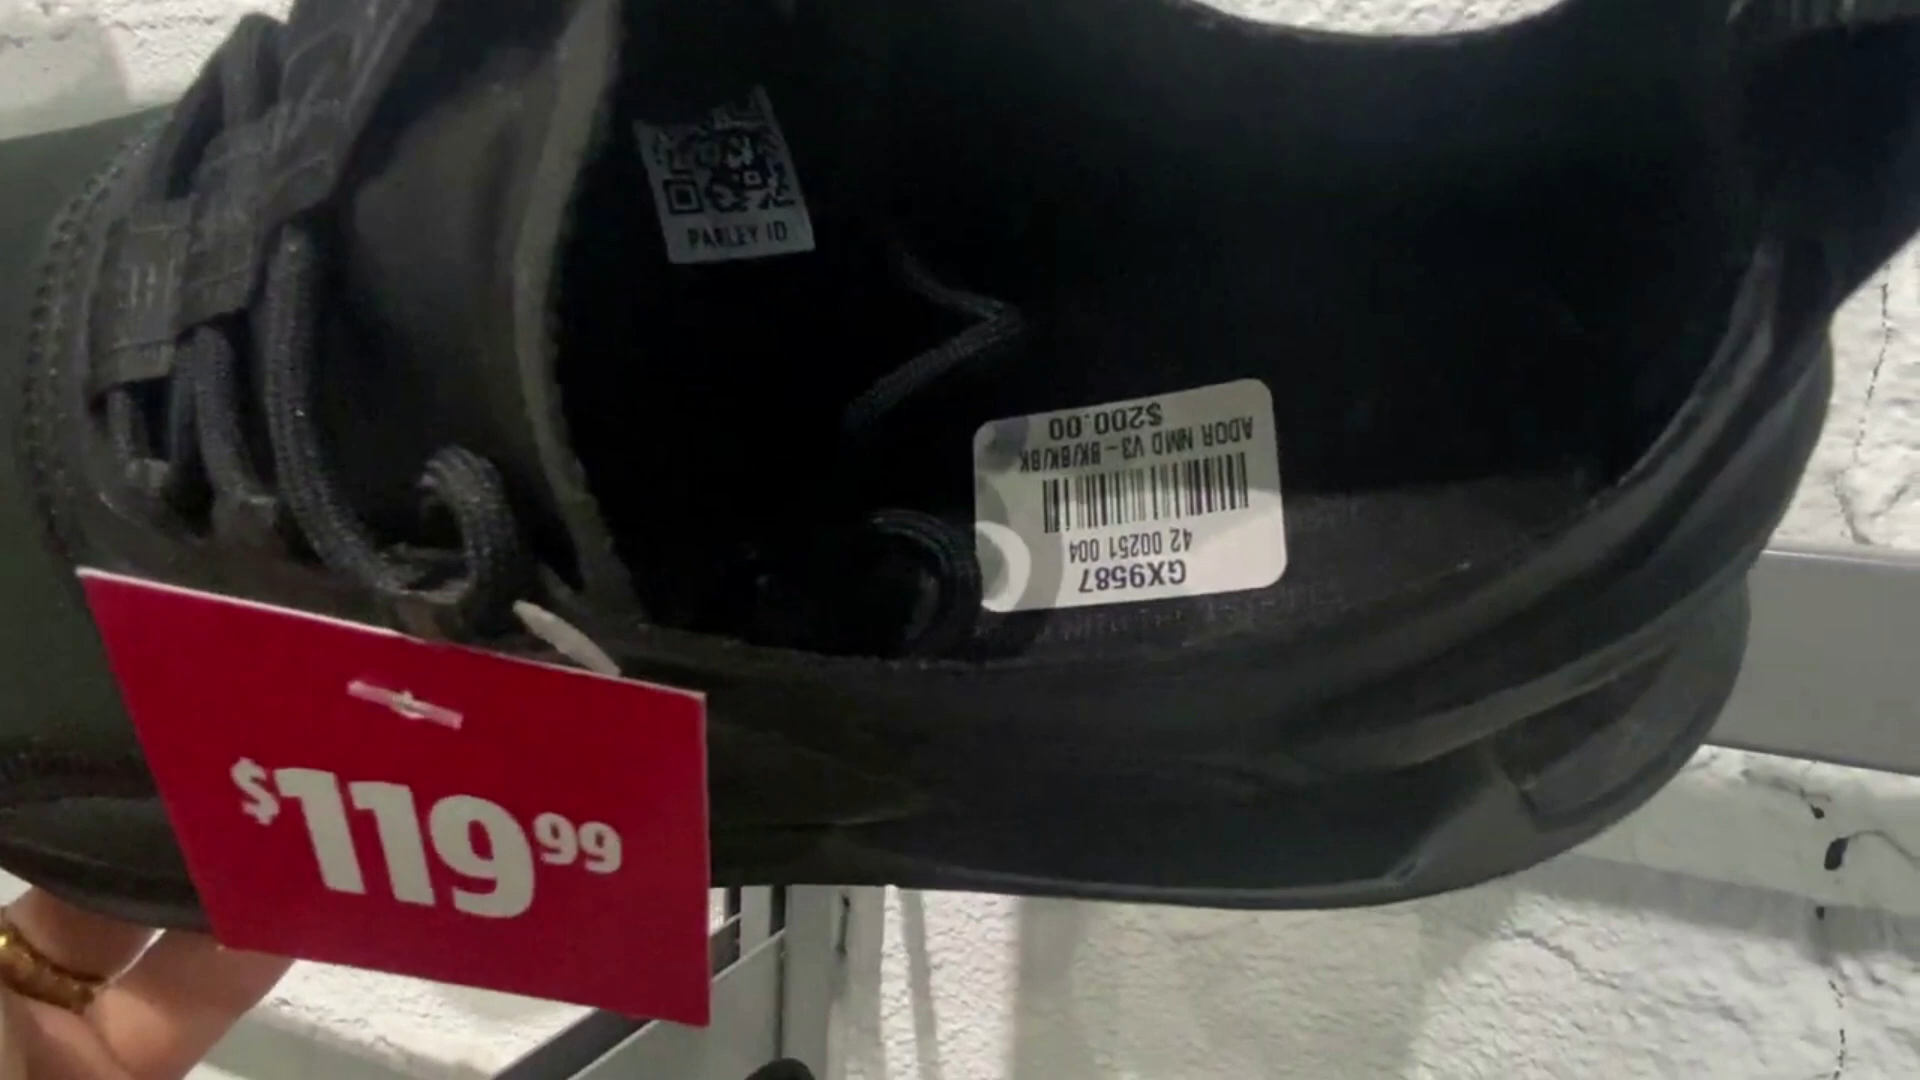 PARLEY ID
$200.00
ADOR NMD V3 - BK/BK/BK
42 00251 004
GX9587
$119.99